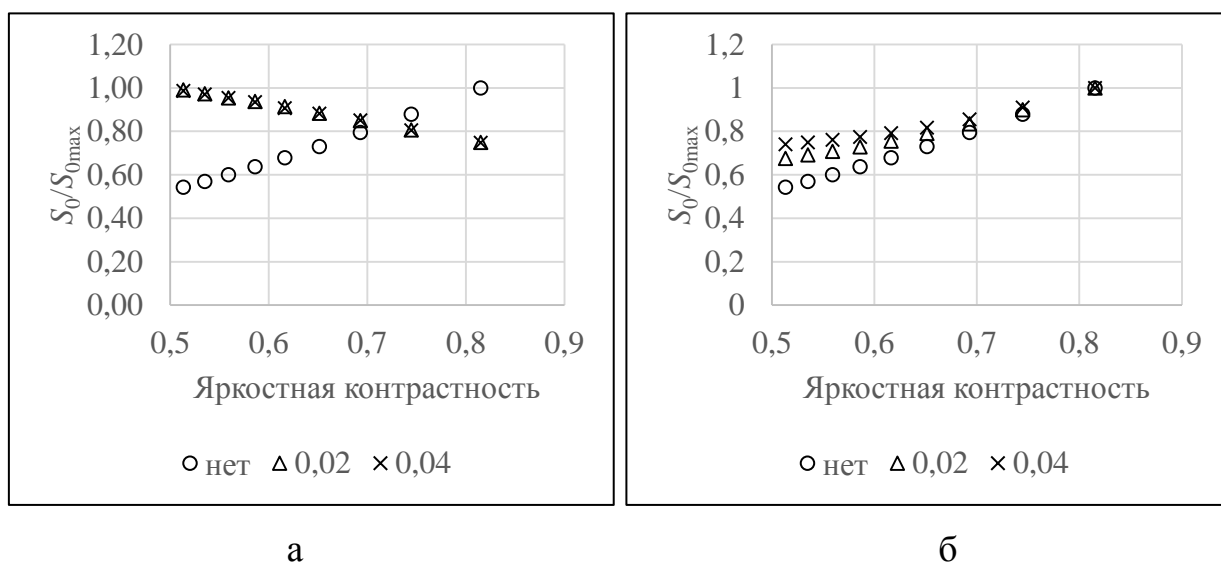 1,20
1,00
0,80
0,60
0,40
0,20
0,00
S0/S0max
0,5 0,6 0,7 0,8 0,9
Яркостная контрастность
нет 0,02 0,04
а
1,2
1
0,8
0,6
0,4
0,2
0
S0/S0max
0,5 0,6 0,7 0,8 0,9
Яркостная контрастность
нет 0,02 0,04
б